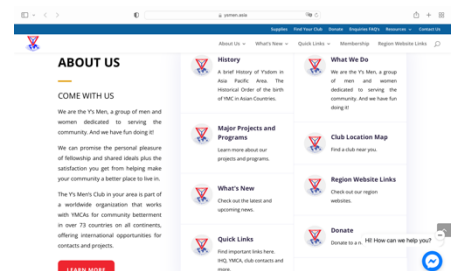 ysmen.asia
Supplies Find Your Club Donate Enquiries FAQ's Resources Contact Us
About Us What's New Quick Links Membership Region Website Links
ABOUT US
COME WITH US
We are the Y's Men, a group of men and
women dedicated to serving the
community. And we have fun doing it!
We can promise the personal pleasure
of fellowship and shared ideals plus the
satisfaction you get from helping make
your community a better place to live in.
The Y's Men's Club in your area is part of
a worldwide organization that works
with YMCAs for community betterment
in over 73 countries on all continents,
offering international opportunities for
contacts and projects.
LEARN MORE
History
A brief History of Y'sdom in
Asia Pacific Area. The
Historical Order of the birth
of YMC in Asian Countries.
Major Projects and
Programs
Learn more about our
projects and programs.
What's New
Check out the latest and
upcoming news.
Quick Links
Find important links here.
IHQ, YMCA, club contacts and
more.
What We Do
We are the Y's Men, a group
of men and women
dedicated to serving the
community. And we have fun
doing it!
Club Location Map
Find a club near you.
Region Website Links
Check out our region
websites.
Donate
Donate to a
Hi! How can we help you?